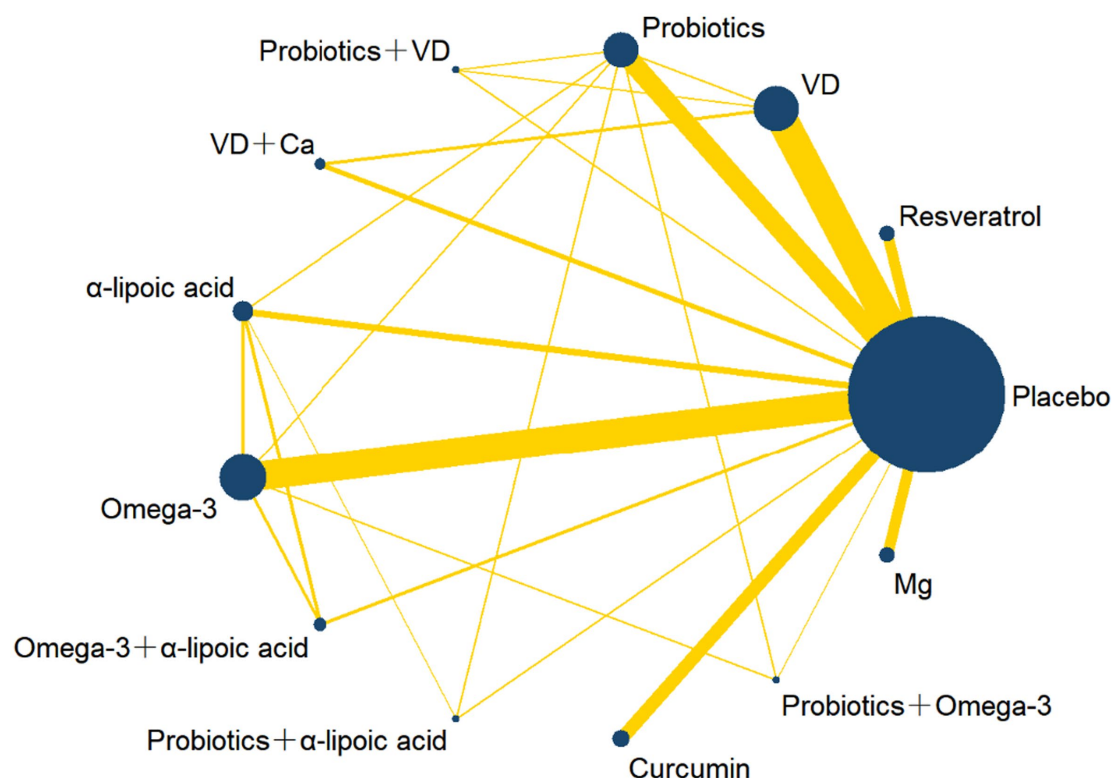 Probiotics
Probiotics+VD
VD
VD+Ca
Resveratrol
α-lipoic acid
Placebo
Omega-3
Mg
Omega-3+α-lipoic acid
Probiotics+Omega-3
Probiotics+α-lipoic acid
Curcumin